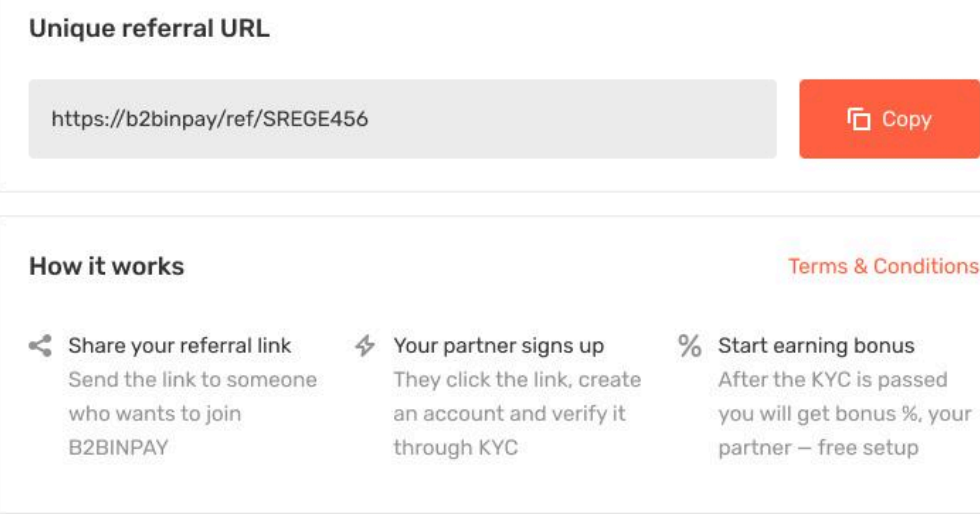 Unique referral URL
https://b2binpay/ref/SREGE456
Copy
How it works
Terms & Conditions
Share your referral link
Send the link to someone
who wants to join
B2BINPAY
Your partner signs up
They click the link, create
an account and verify it
through KYC
Start earning bonus
After the KYC is passed
you will get bonus %, your
partner – free setup